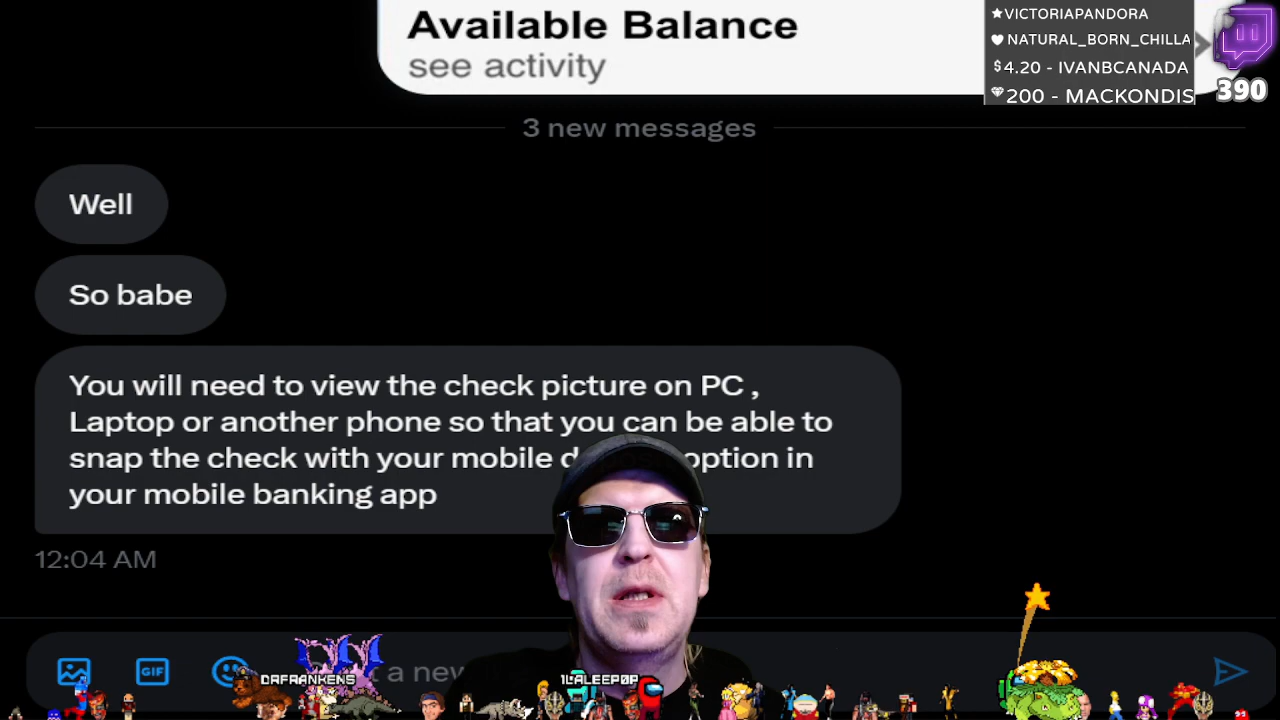 Available Balance
see activity
★VICTORIAPANDORA
NATURAL_BORN_CHILLA
$4.20 - IVANBCANADA
200 - MACKONDIS
390
3 new messages
Well
So babe
You will need to view the check picture on PC ,
Laptop or another phone so that you can be able to
snap the check with your mobile option in
your mobile banking app
12:04 AM
GIF
a new
DRFRANKENS